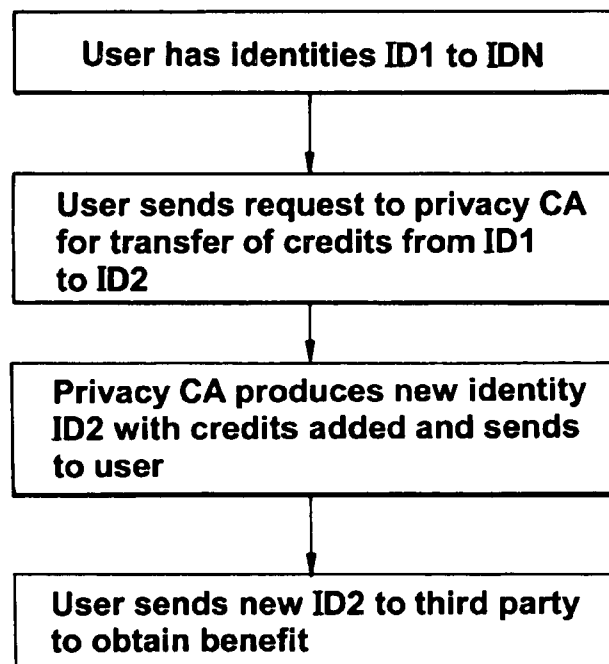 User has identities ID1 to IDN
User sends request to privacy CA
for transfer of credits from ID1
to ID2
Privacy CA produces new identity
ID2 with credits added and sends
to user
User sends new ID2 to third party
to obtain benefit